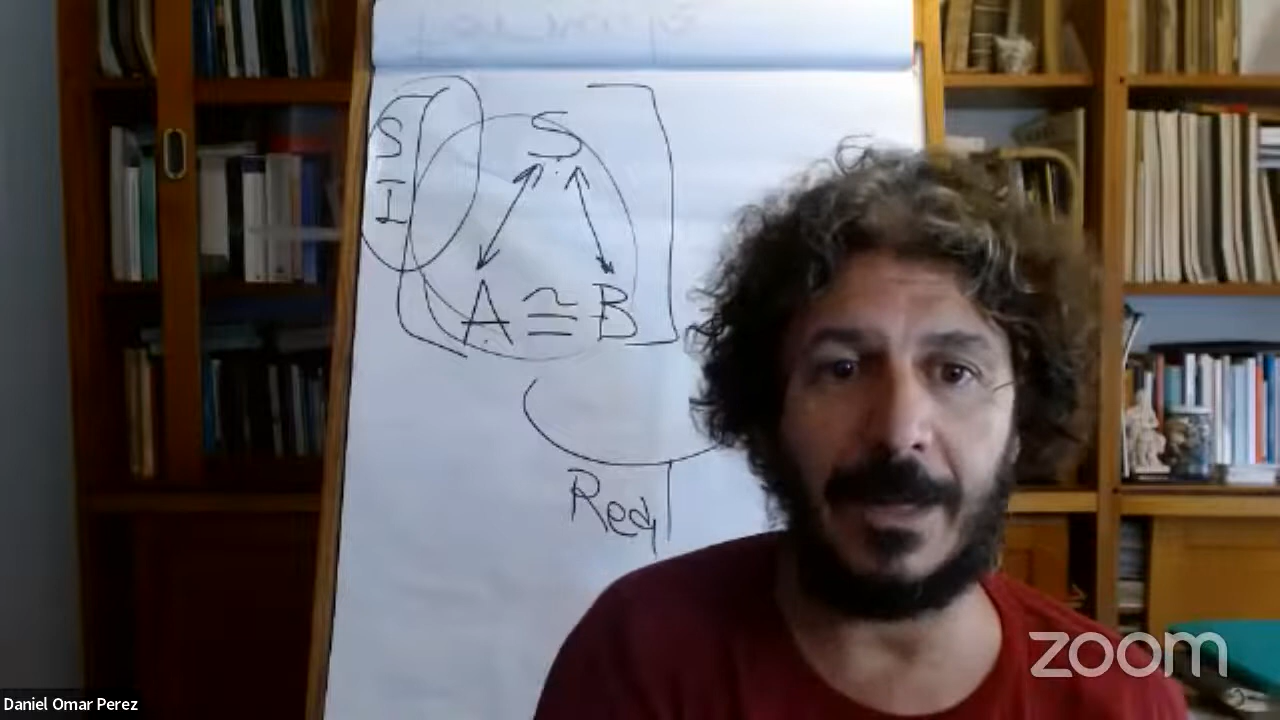 S
I
S
A ≅ B
Real
zoom
Daniel Omar Perez